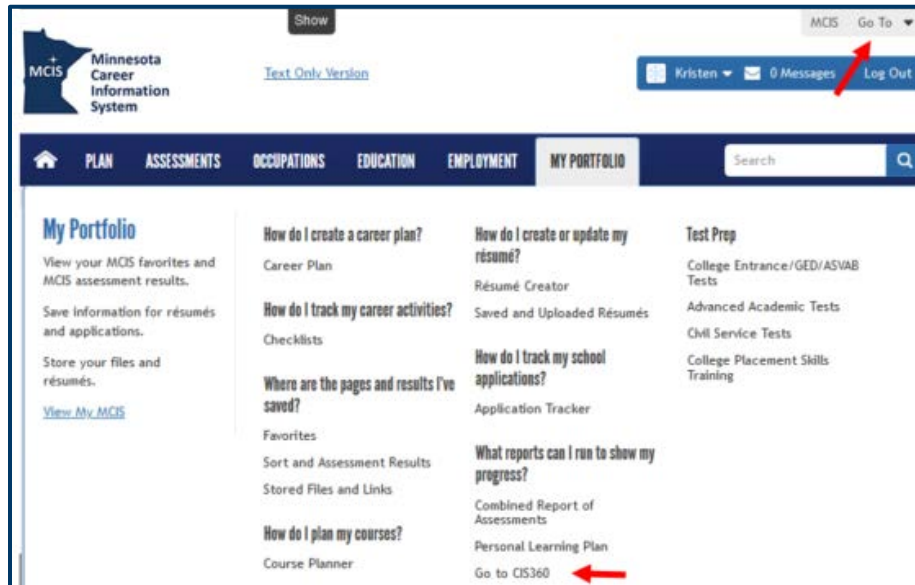 Show
MCIS Go To
MCIS
Minnesota
Career
Information
System
Text Only Version
Kristen
0 Messages
Log Out
PLAN
ASSESSMENTS
OCCUPATIONS
EDUCATION
EMPLOYMENT
MY PORTFOLIO
Search
My Portfolio
View your MCIS favorites and
MCIS assessment results.
Save information for résumés
and applications.
Store your files and
résumés.
View My MCIS
How do I create a career plan?
Career Plan
How do I track my career activities?
Checklists
Where are the pages and results I've
saved?
Favorites
Sort and Assessment Results
Stored Files and Links
How do I plan my courses?
Course Planner
How do I create or update my
résumé?
Résumé Creator
Saved and Uploaded Résumés
How do I track my school
applications?
Application Tracker
What reports can I run to show my
progress?
Combined Report of
Assessments
Personal Learning Plan
Go to CIS360
Test Prep
College Entrance/GED/ASVAB
Tests
Advanced Academic Tests
Civil Service Tests
College Placement Skills
Training